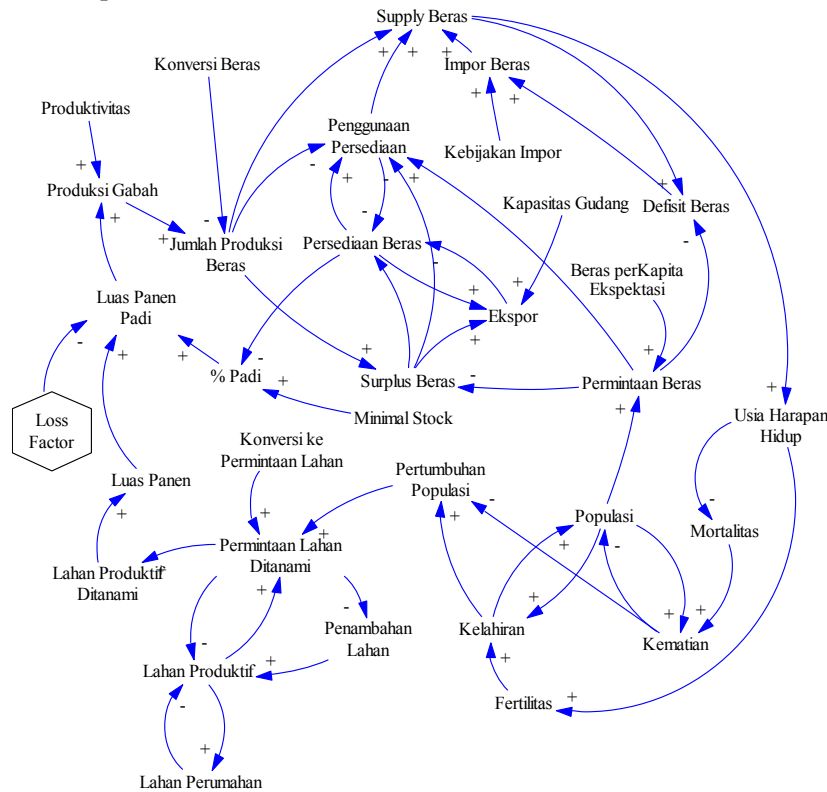 Supply Beras
Konversi Beras
Impor Beras
Produktivitas
Penggunaan
Persediaan
Kebijakan Impor
Produksi Gabah
Kapasitas Gudang
Defisit Beras
Jumlah Produksi
Beras
Persediaan Beras
Beras perKapita
Ekspektasi
Luas Panen
Padi
Ekspor
% Padi
Surplus Beras
Permintaan Beras
Minimal Stock
Usia Harapan
Hidup
Loss
Factor
Konversi ke
Permintaan Lahan
Pertumbuhan
Populasi
Luas Panen
Populasi
Mortalitas
Permintaan Lahan
Ditanami
Lahan Produktif
Ditanami
Penambahan
Lahan
Kelahiran
Kematian
Lahan Produktif
Fertilitas
Lahan Perumahan